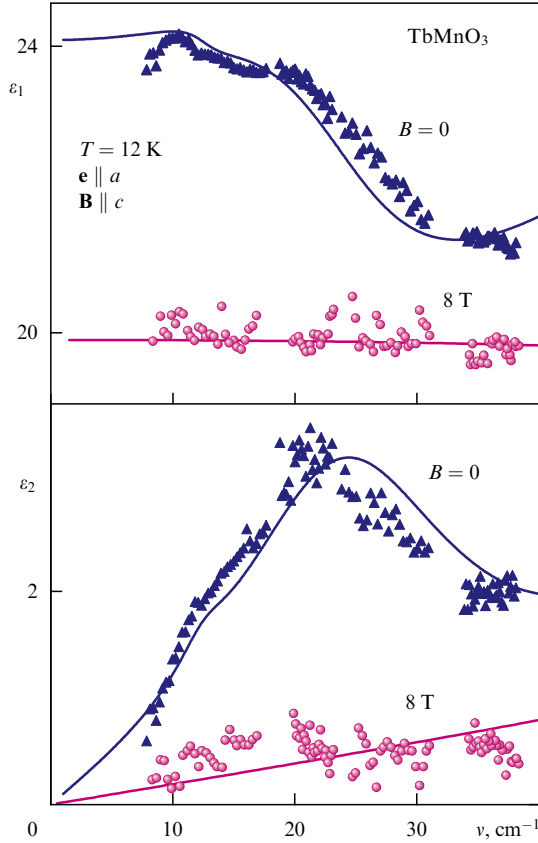 TbMnO₃
24
ε₁
B = 0
T = 12 K
e ∥ a
B ∥ c
8 T
20
ε₂
B = 0
2
8 T
0 10 20 30 ν, cm⁻¹